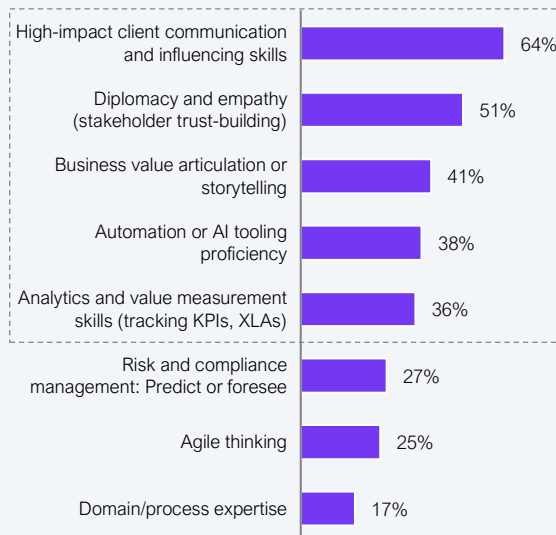 High-impact client communication
and influencing skills
64%
Diplomacy and empathy
(stakeholder trust-building)
51%
Business value articulation or
storytelling
41%
Automation or AI tooling
proficiency
38%
Analytics and value measurement
skills (tracking KPIs, XLAs)
36%
Risk and compliance
management: Predict or foresee
27%
Agile thinking
25%
Domain/process expertise
17%